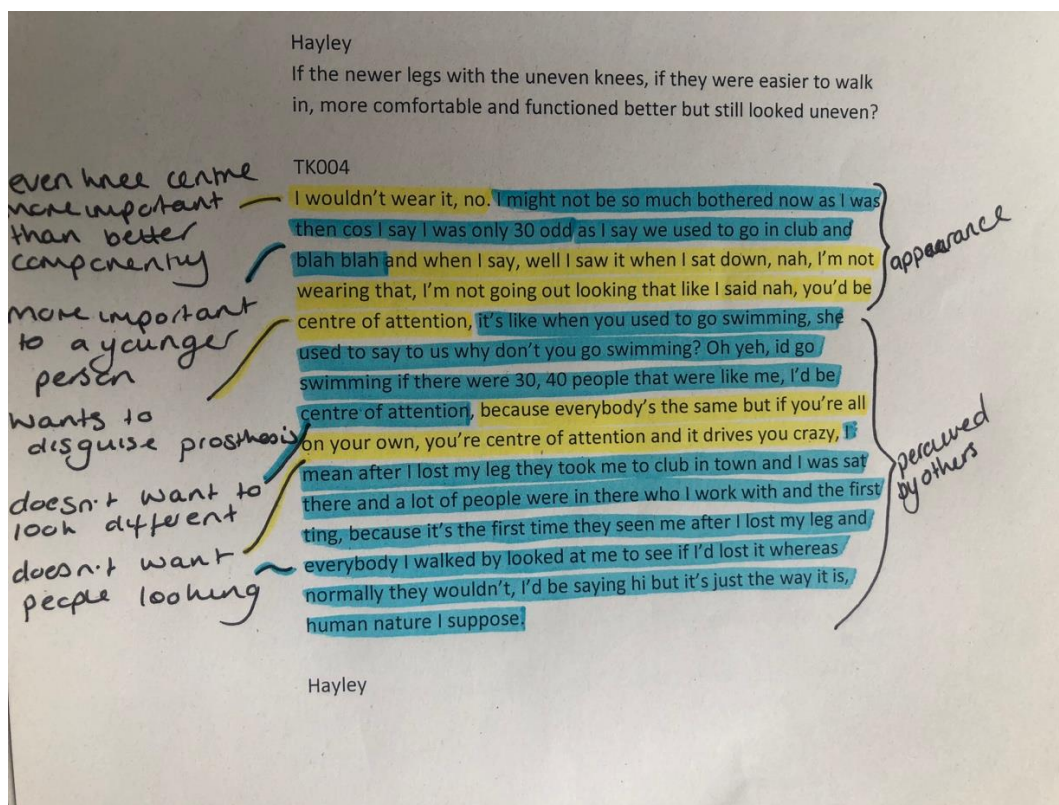 Hayley
If the newer legs with the uneven knees, if they were easier to walk
in, more comfortable and functioned better but still looked uneven?
TK004
I wouldn't wear it, no. I might not be so much bothered now as I was
then cos I say I was only 30 odd as I say we used to go in club and
blah blah and when I say, well I saw it when I sat down, nah, I'm not
wearing that, I'm not going out looking that like I said nah, you'd be
centre of attention, it's like when you used to go swimming, she
used to say to us why don't you go swimming? Oh yeh, id go
swimming if there were 30, 40 people that were like me, I'd be
centre of attention, because everybody's the same but if you're all
on your own, you're centre of attention and it drives you crazy, I
mean after I lost my leg they took me to club in town and I was sat
there and a lot of people were in there who I work with and the first
ting, because it's the first time they seen me after I lost my leg and
everybody I walked by looked at me to see if I'd lost it whereas
normally they wouldn't, I'd be saying hi but it's just the way it is,
human nature I suppose.
Hayley
even knee centre
more important
than better
componentry
more important
to a younger
person
wants to
disguise prosthesis
doesn't want to
look different
doesn't want
people looking
appearance
perceived
by others